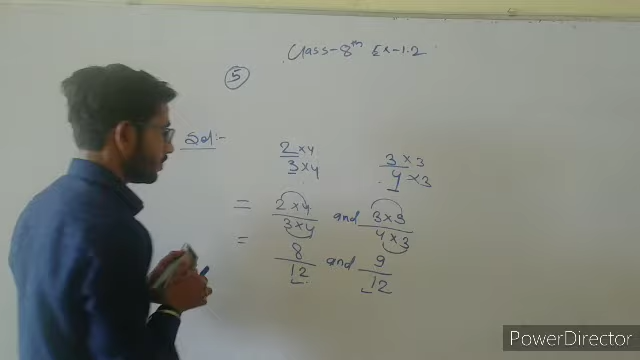 Class-8th Ex-1.2
5
Sol:-
2×4 3×3
3×4 4×3
= 2×4 and 3×3
3×4 4×3
= 8 and 9
12 12
PowerDirector